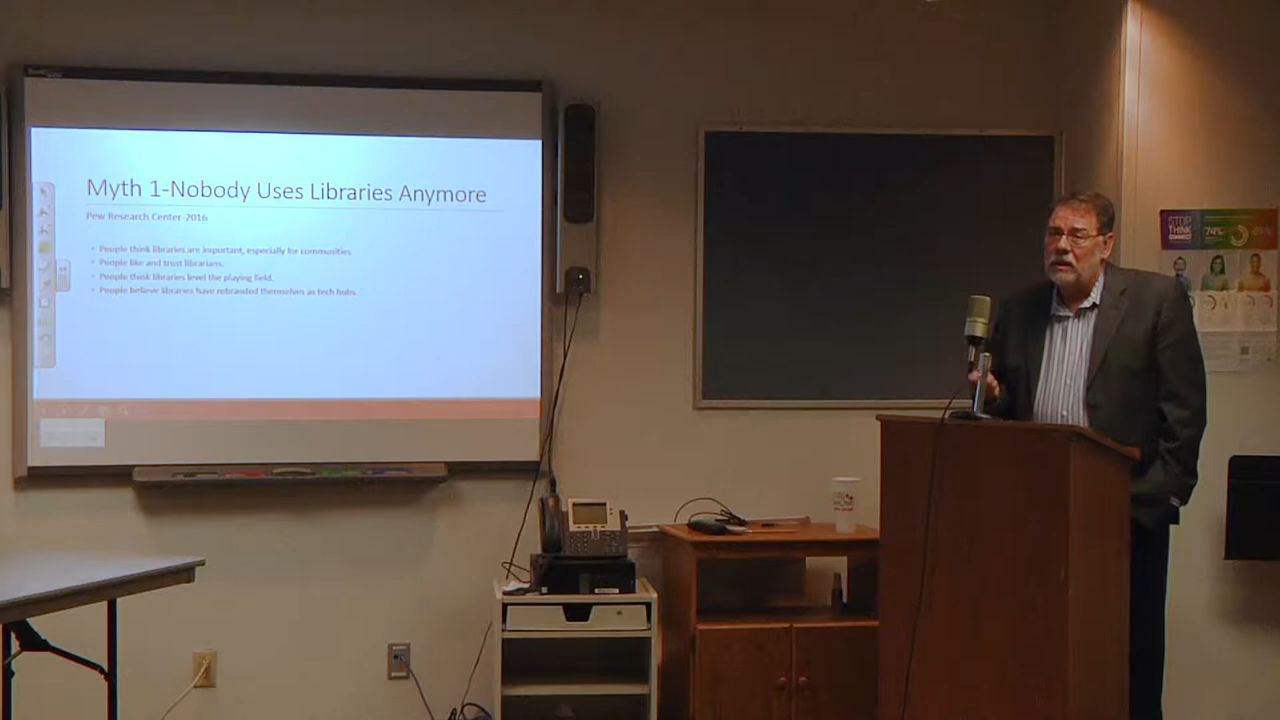 Myth 1-Nobody Uses Libraries Anymore
Pew Research Center-2016
• People think libraries are important, especially for communities.
• People like and trust librarians.
• People think libraries level the playing field.
• People believe libraries have rebranded themselves as tech hubs.
STOP
THINK
CONNECT
74%